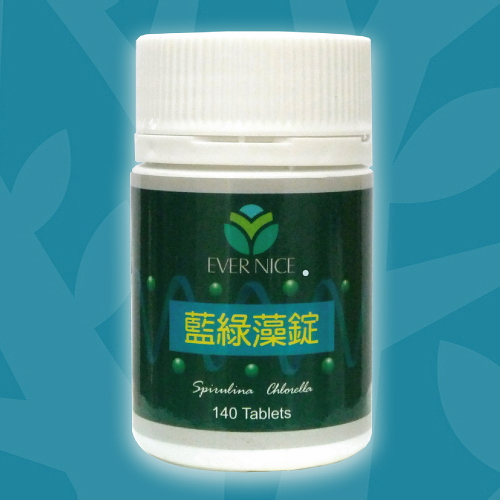 EVER NICE
藍綠藻錠
Spirulina Chlorella
140 Tablets